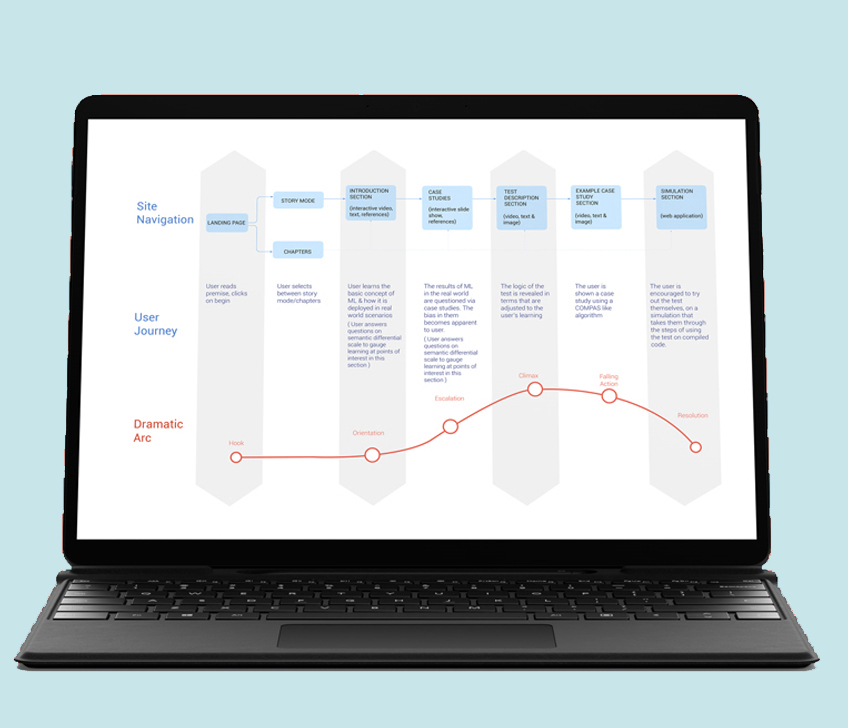 Site
Navigation
LANDING PAGE
STORY MODE
CHAPTERS
INTRODUCTION
SECTION
(interactive video,
text, references)
CASE
STUDIES
(interactive slide
show,
references)
TEST
DESCRIPTION
SECTION
(video, text &
image)
EXAMPLE CASE
STUDY
SECTION
(video, text &
image)
SIMULATION
SECTION
(web application)
User
Journey
User reads
premise, clicks
on begin
User selects
between story
mode/chapters
User learns the
basic concept of
ML & how it is
deployed in real
world scenarios
( User answers
questions on
semantic differential
scale to gauge
learning at points of
interest in this
section )
The results of ML
in the real world
are questioned via
case studies. The
bias in them
becomes apparent
to user.
( User answers
questions on
semantic differential
scale to gauge
learning at points of
interest in this
section )
The logic of the
test is revealed in
terms that are
adjusted to the
user's learning
The user is
shown a case
study using a
COMPAS like
algorithm
The user is
encouraged to try
out the test
themselves, on a
simulation that
takes them through
the steps of using
the test on compiled
code.
Dramatic
Arc
Hook
Orientation
Escalation
Climax
Falling
Action
Resolution